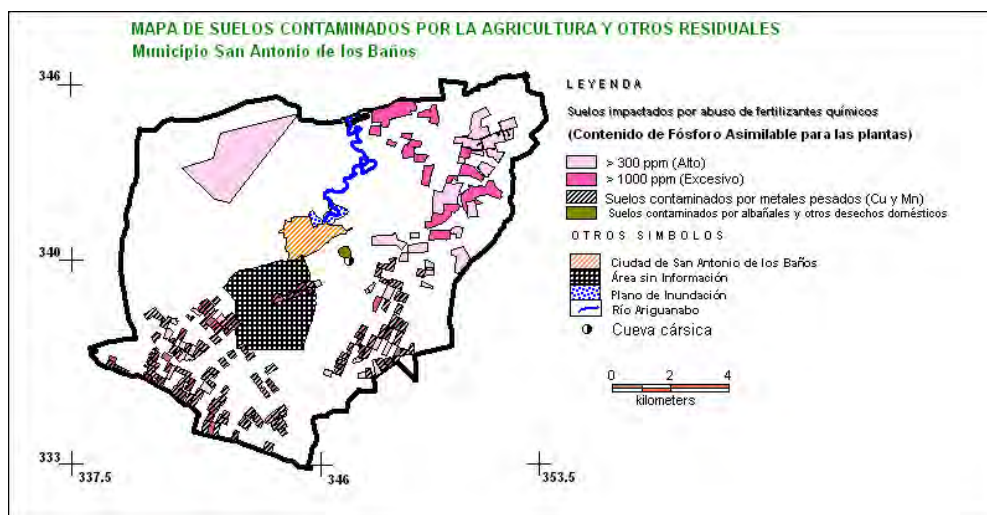 MAPA DE SUELOS CONTAMINADOS POR LA AGRICULTURA Y OTROS RESIDUALES
Municipio San Antonio de los Baños
346
340
333
337.5
346
353.5
LEYENDA
Suelos impactados por abuso de fertilizantes químicos
(Contenido de Fósforo Asimilable para las plantas)
> 300 ppm (Alto)
> 1000 ppm (Excesivo)
Suelos contaminados por metales pesados (Cu y Mn)
Suelos contaminados por albañales y otros desechos domésticos
OTROS SIMBOLOS
Ciudad de San Antonio de los Baños
Área sin Información
Plano de Inundación
Río Ariguanabo
Cueva cársica
0 2 4
kilometers